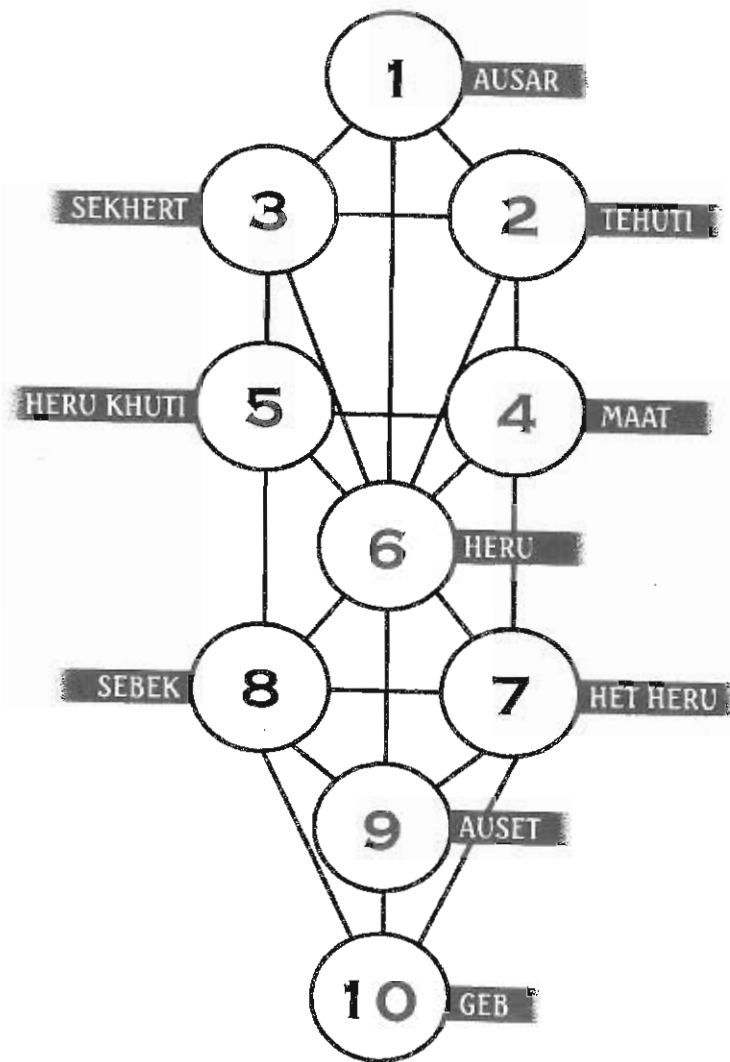 1 AUSAR
SEKHERT 3 2 TEHUTI
HERU KHUTI 5 4 MAAT
6 HERU
SEBEK 8 7 HET HERU
9 AUSET
10 GEB